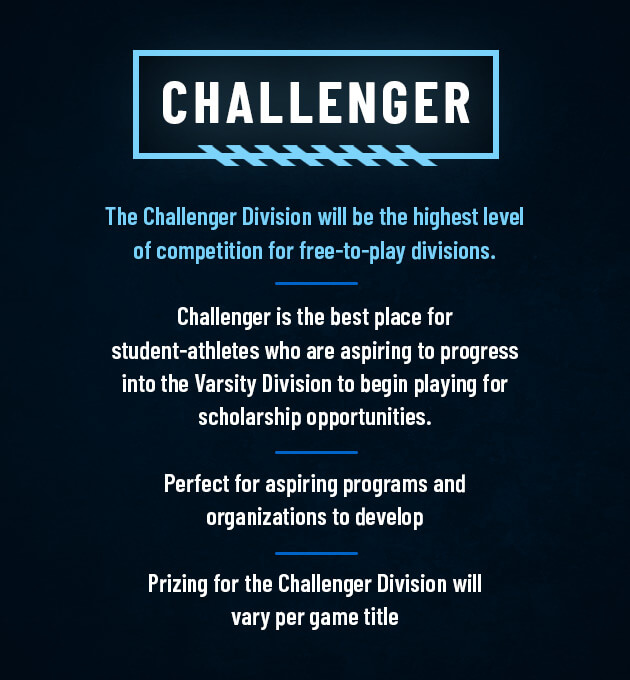 CHALLENGER
The Challenger Division will be the highest level
of competition for free-to-play divisions.
Challenger is the best place for
student-athletes who are aspiring to progress
into the Varsity Division to begin playing for
scholarship opportunities.
Perfect for aspiring programs and
organizations to develop
Prizing for the Challenger Division will
vary per game title